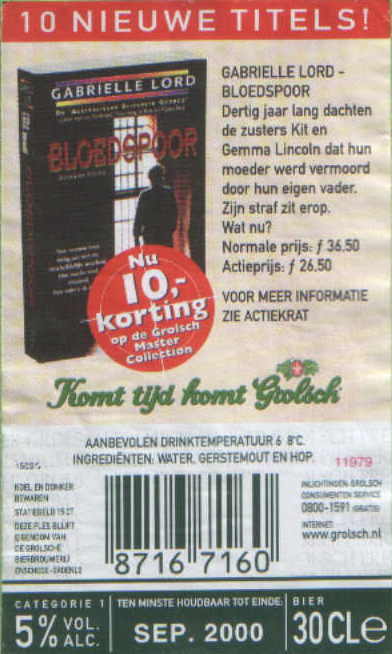 10 NIEUWE TITELS!
GABRIELLE LORD
BLOEDSPOOR
Nu
10,-
korting
op de Grolsch
Master
Collection
GABRIELLE LORD -
BLOEDSPOOR
Dertig jaar lang dachten
de zusters Kit en
Gemma Lincoln dat hun
moeder werd vermoord
door hun eigen vader.
Zijn straf zit erop.
Wat nu?
Normale prijs: ƒ 36,50
Actieprijs: ƒ 26,50
VOOR MEER INFORMATIE
ZIE ACTIEKRAT
Komt tijd komt Grolsch
AANBEVOLEN DRINKTEMPERATUUR 6 8°C.
INGREDIËNTEN: WATER, GERSTEMOUT EN HOP.
11979
KOEL EN DONKER
BEWAREN
STATIEGELD 15 CT
DEZE FLES BLIJFT
EIGENDOM VAN
DE GROLSCHE
BIERBROUWERIJ
8716 7160
INLICHTINGEN: GROLSCH
CONSUMENTEN SERVICE
0800-1591 (GRATIS)
INTERNET:
www.grolsch.nl
CATEGORIE 1
5% VOL. ALC.
TEN MINSTE HOUDBAAR TOT EINDE:
SEP. 2000
BIER
30CLe